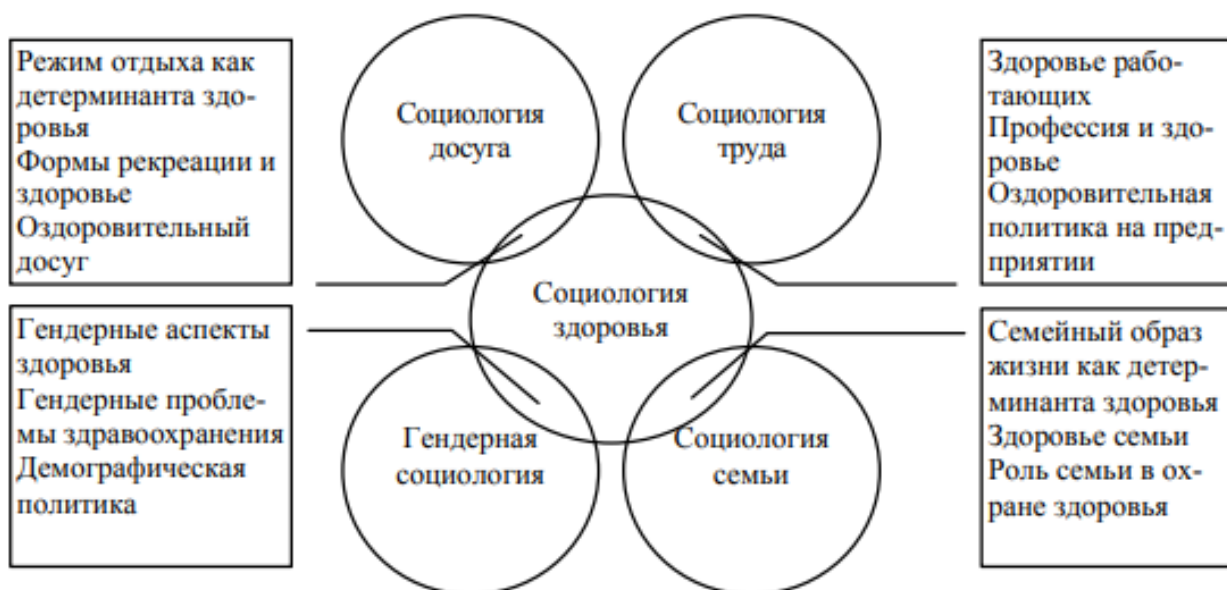 Режим отдыха как
детерминанта здо-
ровья
Формы рекреации и
здоровье
Оздоровительный
досуг
Социология
досуга
Социология
труда
Здоровье рабо-
тающих
Профессия и здо-
ровье
Оздоровительная
политика на пред-
приятии
Социология
здоровья
Гендерные аспекты
здоровья
Гендерные пробле-
мы здравоохранения
Демографическая
политика
Гендерная
социология
Социология
семьи
Семейный образ
жизни как детер-
минанта здоровья
Здоровье семьи
Роль семьи в ох-
ране здоровья